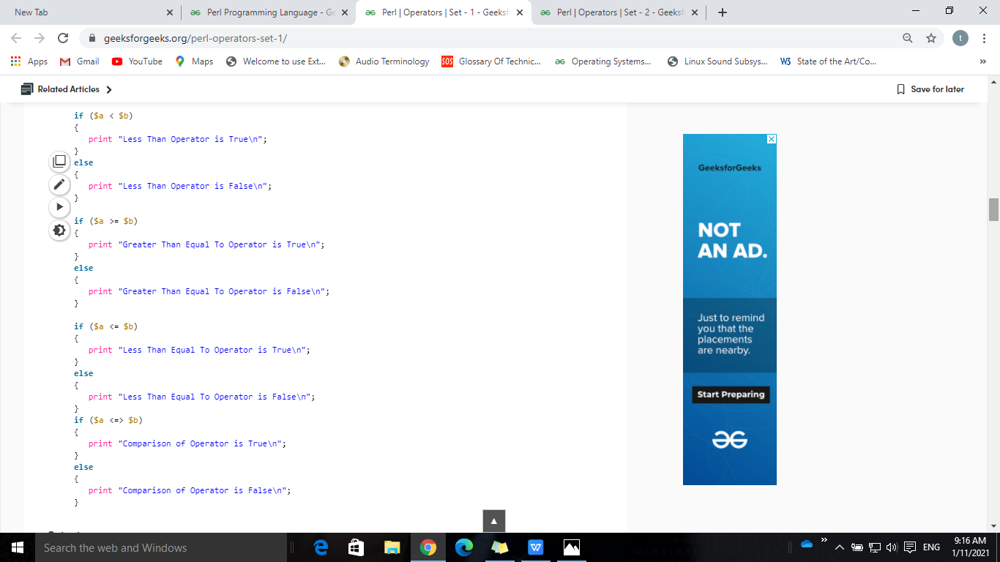 New Tab
Perl Programming Language - Ge
Perl | Operators | Set - 1 - Geeksf
Perl | Operators | Set - 2 - Geeksf
geeksforgeeks.org/perl-operators-set-1/
t
Apps
Gmail
YouTube
Maps
Welcome to use Ext...
Audio Terminology
SOS
Glossary Of Technic...
Operating Systems...
Linux Sound Subsys...
W3
State of the Art/Co...
»
Related Articles
Save for later
if ($a < $b)
{
print "Less Than Operator is True\n";
}
else
{
print "Less Than Operator is False\n";
}
if ($a >= $b)
{
print "Greater Than Equal To Operator is True\n";
}
else
{
print "Greater Than Equal To Operator is False\n";
}
if ($a <= $b)
{
print "Less Than Equal To Operator is True\n";
}
else
{
print "Less Than Equal To Operator is False\n";
}
if ($a <=> $b)
{
print "Comparison of Operator is True\n";
}
else
{
print "Comparison of Operator is False\n";
}
GeeksforGeeks
NOT
AN AD.
Just to remind
you that the
placements
are nearby.
Start Preparing
Search the web and Windows
W
ENG
9:16 AM
1/11/2021